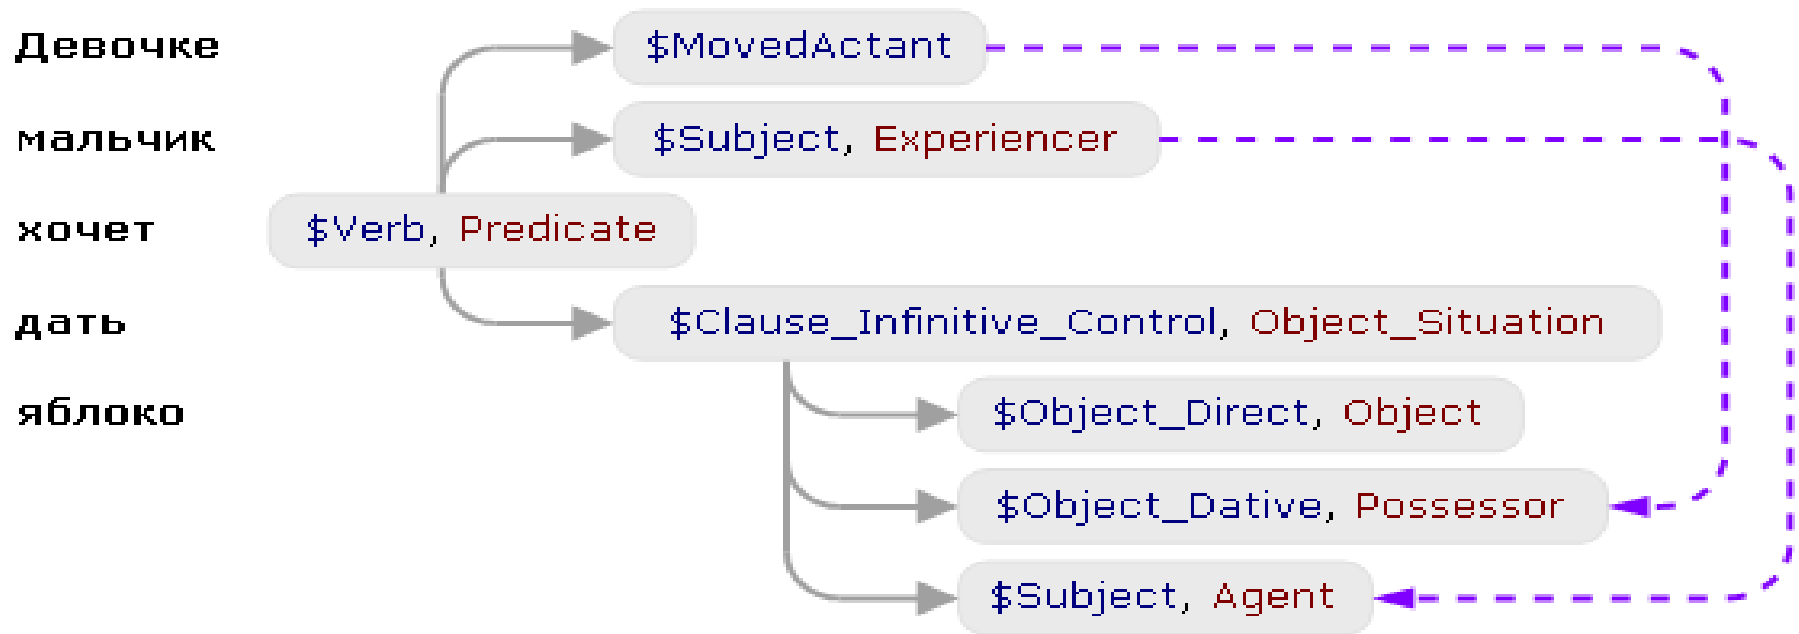 Девочке $MovedActant
мальчик $Subject, Experiencer
хочет $Verb, Predicate
дать $Clause_Infinitive_Control, Object_Situation
яблоко $Object_Direct, Object
$Object_Dative, Possessor
$Subject, Agent